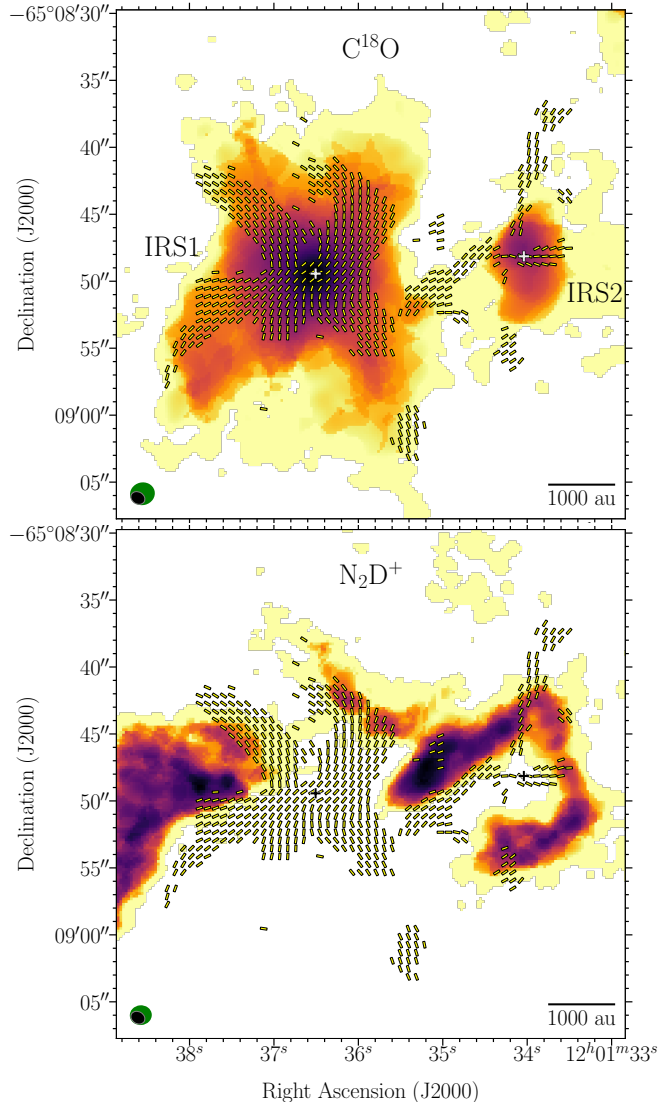 −65°08′30″
C¹⁸O
35″
40″
45″
IRS1
50″
IRS2
55″
09′00″
05″
1000 au
Declination (J2000)
−65°08′30″
N₂D⁺
35″
40″
45″
50″
55″
09′00″
05″
1000 au
Declination (J2000)
38ˢ 37ˢ 36ˢ 35ˢ 34ˢ 12ʰ01ᵐ33ˢ
Right Ascension (J2000)